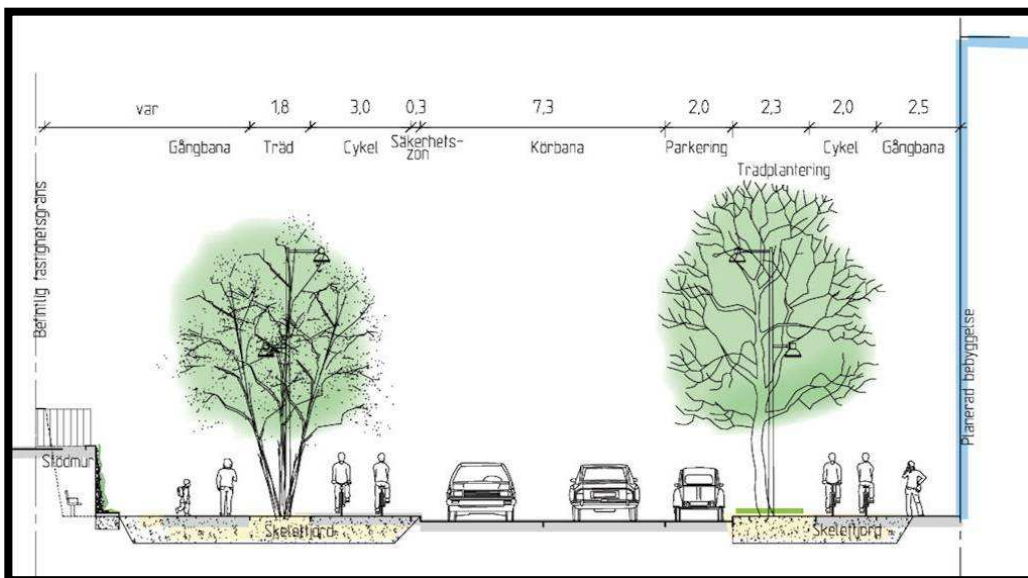 var 1,8 3,0 0,3 7,3 2,0 2,3 2,0 2,5
Gångbana Träd Cykel Säkerhets-
zon
Körbana Parkering Trädplantering Cykel Gångbana
Befintlig fastighetsgräns
Planerad bebyggelse
Stödmur
Skelettjord Skelettjord